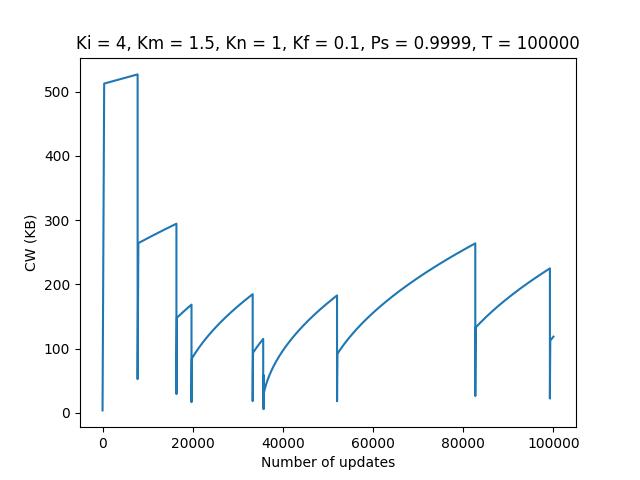 Ki = 4, Km = 1.5, Kn = 1, Kf = 0.1, Ps = 0.9999, T = 100000
CW (KB)
500
400
300
200
100
0
0 20000 40000 60000 80000 100000
Number of updates